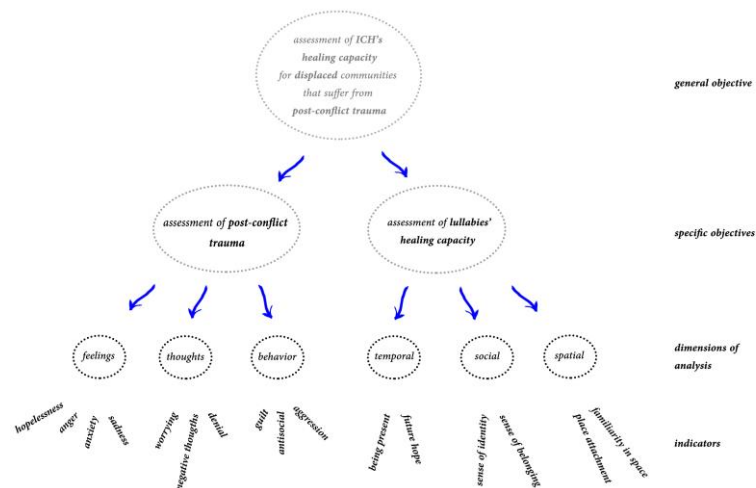 assessment of ICH's
healing capacity
for displaced communities
that suffer from
post-conflict trauma
general objective
assessment of post-conflict
trauma
assessment of lullabies'
healing capacity
specific objectives
feelings
thoughts
behavior
temporal
social
spatial
dimensions of
analysis
hopelessness
anger
anxiety
sadness
worrying
negative thougths
denial
guilt
antisocial
aggression
being present
future hope
sense of identity
sense of belonging
place attachment
familiarity in space
indicators